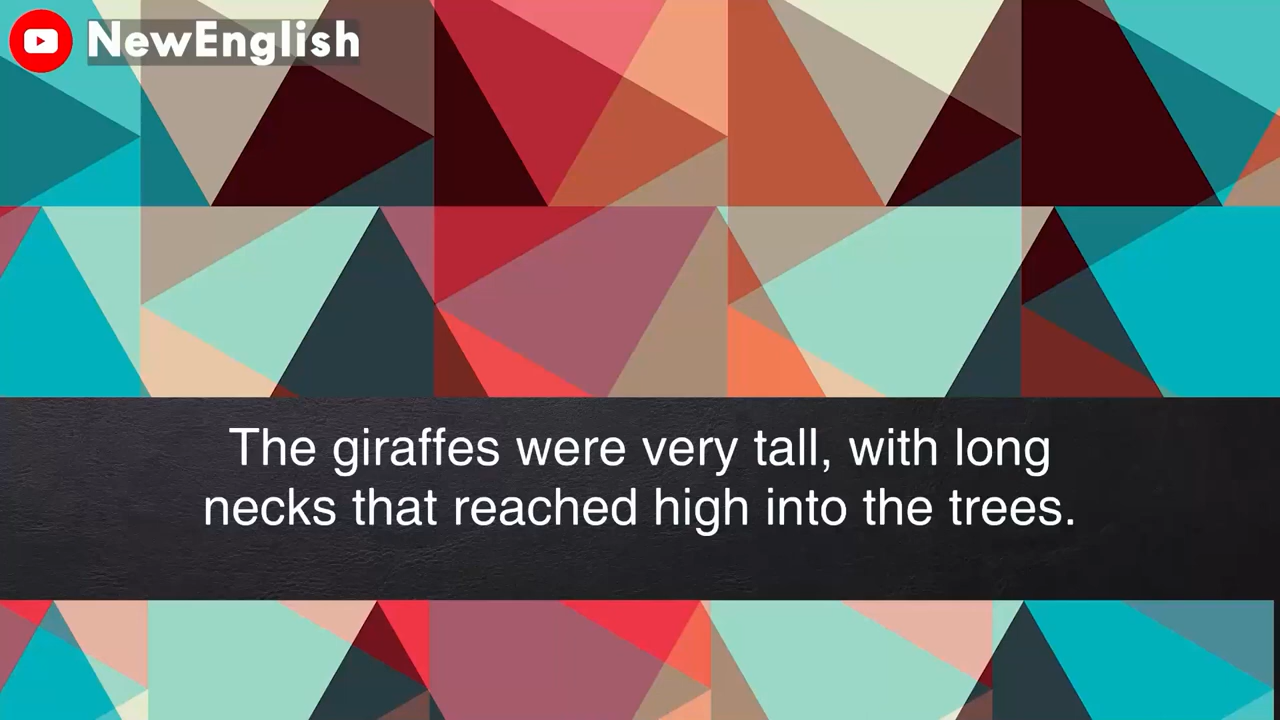 NewEnglish
The giraffes were very tall, with long
necks that reached high into the trees.